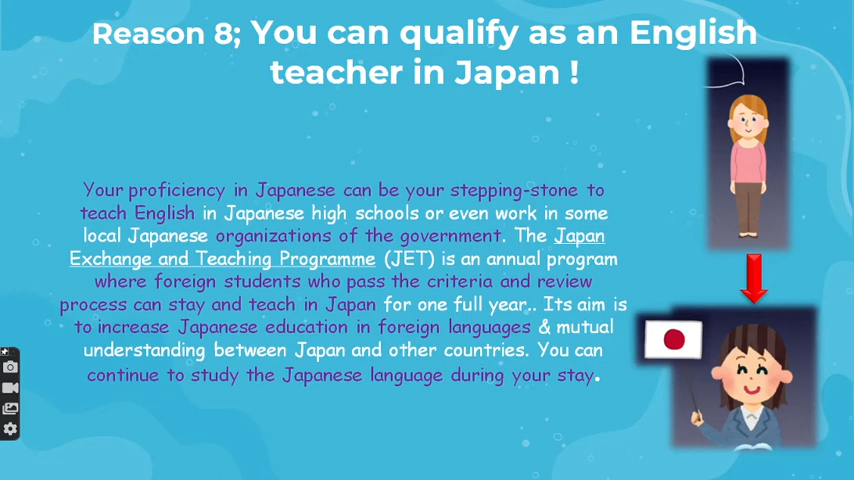 Reason 8; You can qualify as an English
teacher in Japan !
Your proficiency in Japanese can be your stepping-stone to
teach English in Japanese high schools or even work in some
local Japanese organizations of the government. The Japan
Exchange and Teaching Programme (JET) is an annual program
where foreign students who pass the criteria and review
process can stay and teach in Japan for one full year.. Its aim is
to increase Japanese education in foreign languages & mutual
understanding between Japan and other countries. You can
continue to study the Japanese language during your stay.